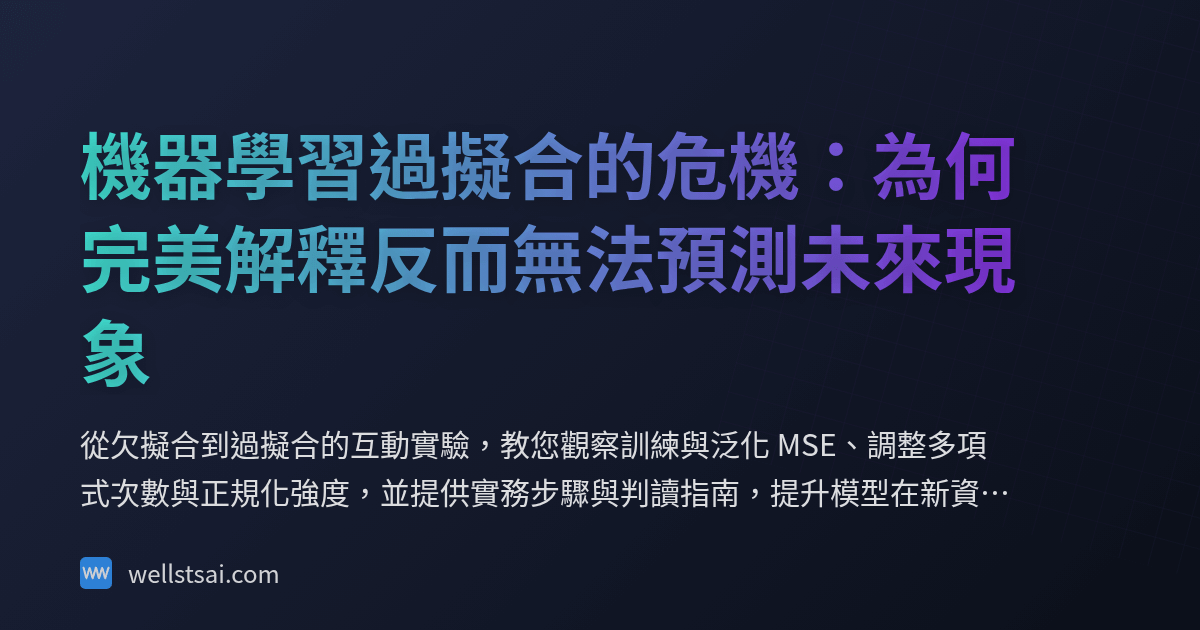 機器學習過擬合的危機：為何
完美解釋反而無法預測未來現
象
從欠擬合到過擬合的互動實驗，教您觀察訓練與泛化 MSE、調整多項
式次數與正規化強度，並提供實務步驟與判讀指南，提升模型在新資…
wellstsai.com